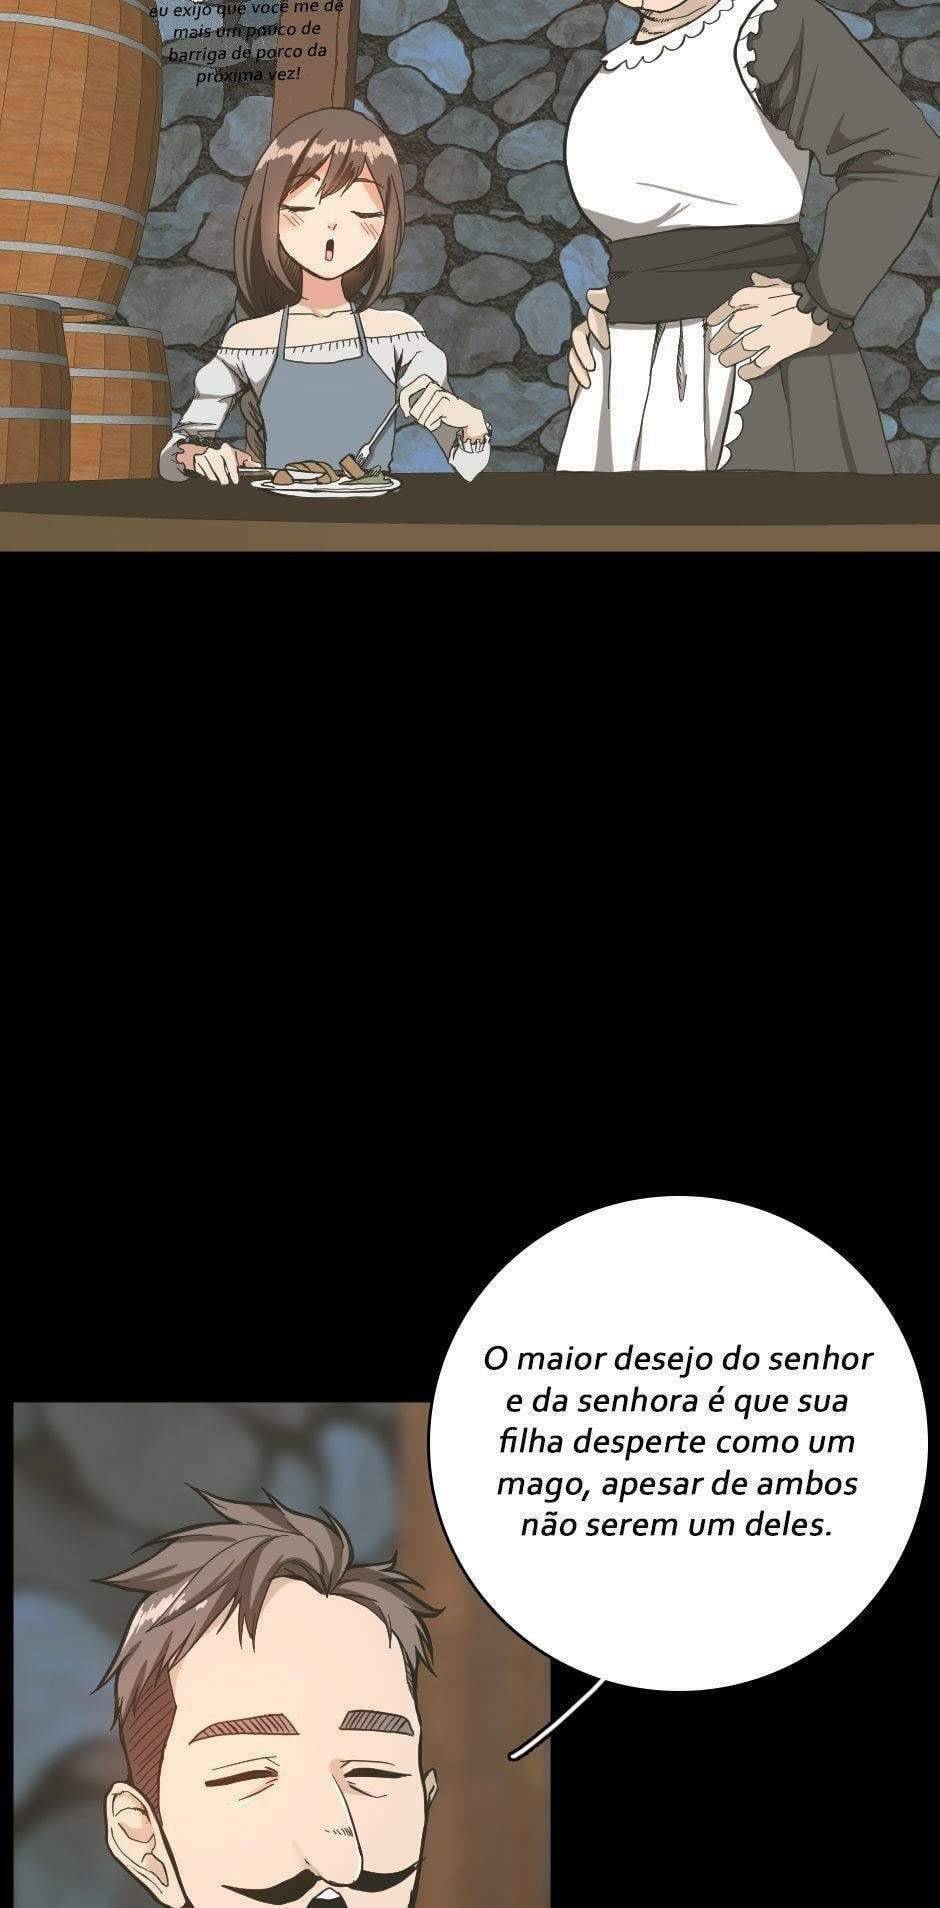 eu exijo que você me dê
mais um pouco de
barriga de porco da
próxima vez!
O maior desejo do senhor
e da senhora é que sua
filha desperte como um
mago, apesar de ambos
não serem um deles.